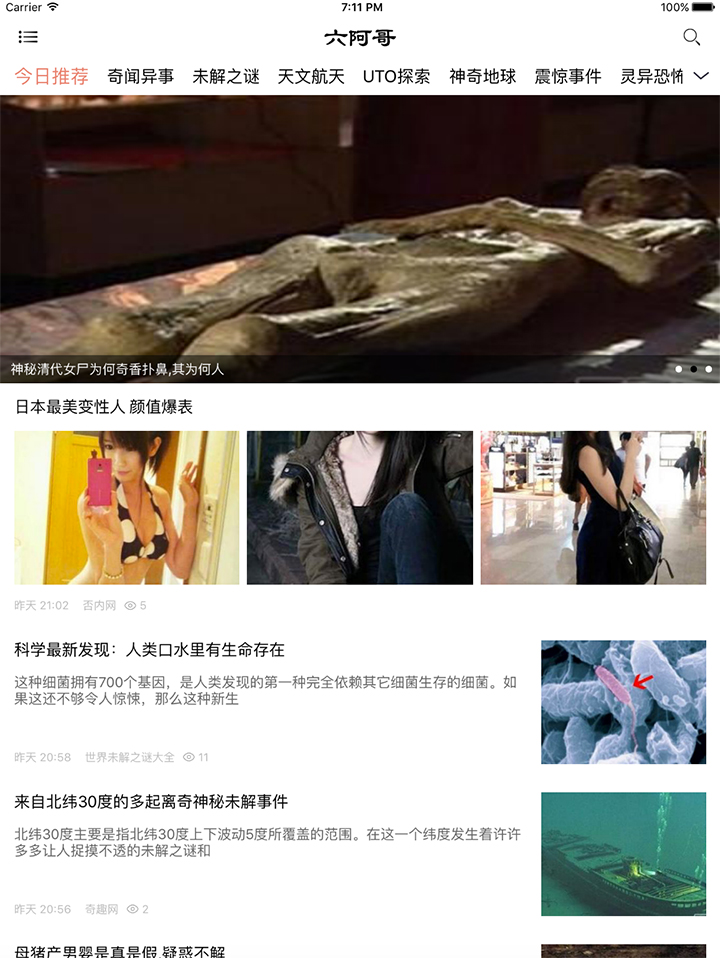 Carrier 7:11 PM 100%
六阿哥
今日推荐 奇闻异事 未解之谜 天文航天 UTO探索 神奇地球 震惊事件 灵异恐怖
神秘清代女尸为何奇香扑鼻,其为何人
日本最美变性人 颜值爆表
昨天 21:02 否内网 5
科学最新发现：人类口水里有生命存在
这种细菌拥有700个基因，是人类发现的第一种完全依赖其它细菌生存的细菌。如
果这还不够令人惊悚，那么这种新生
昨天 20:58 世界未解之谜大全 11
来自北纬30度的多起离奇神秘未解事件
北纬30度主要是指北纬30度上下波动5度所覆盖的范围。在这一个纬度发生着许许
多多让人捉摸不透的未解之谜和
昨天 20:56 奇趣网 2
母猪产男婴是真是假,疑惑不解